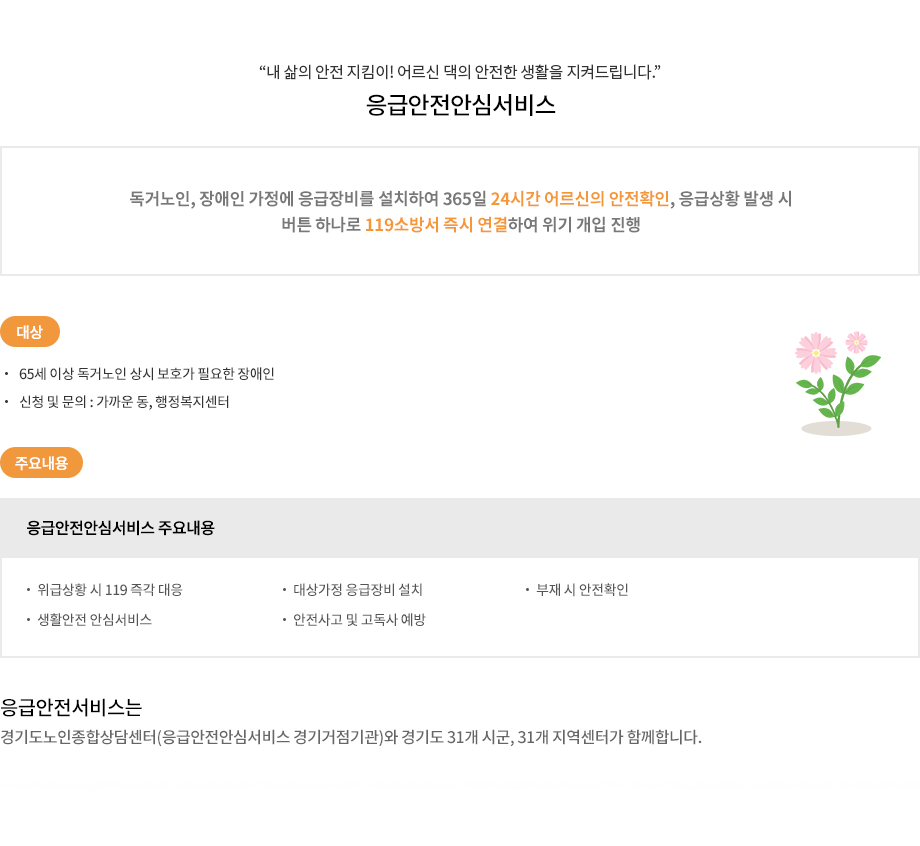 “내 삶의 안전 지킴이! 어르신 댁의 안전한 생활을 지켜드립니다.”
응급안전안심서비스
독거노인, 장애인 가정에 응급장비를 설치하여 365일 24시간 어르신의 안전확인, 응급상황 발생 시
버튼 하나로 119소방서 즉시 연결하여 위기 개입 진행
대상
· 65세 이상 독거노인 상시 보호가 필요한 장애인
· 신청 및 문의 : 가까운 동, 행정복지센터
주요내용
응급안전안심서비스 주요내용
· 위급상황 시 119 즉각 대응 · 대상가정 응급장비 설치 · 부재 시 안전확인
· 생활안전 안심서비스 · 안전사고 및 고독사 예방
응급안전서비스는
경기도노인종합상담센터(응급안전안심서비스 경기거점기관)와 경기도 31개 시군, 31개 지역센터가 함께합니다.